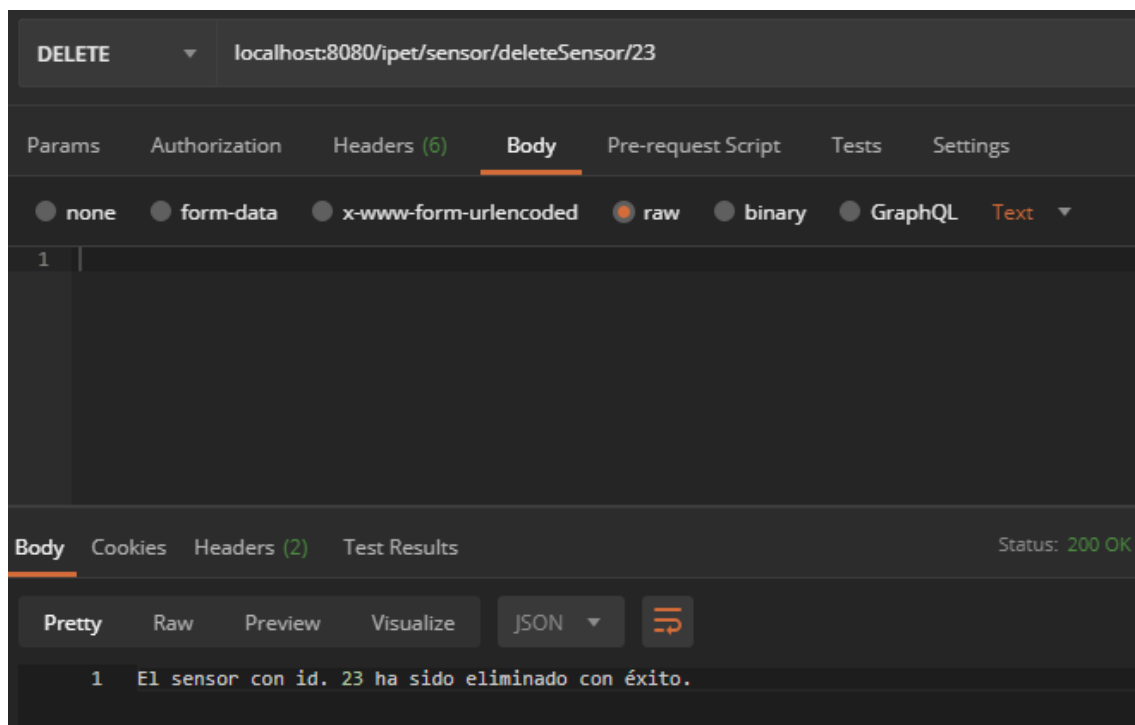 DELETE localhost:8080/ipet/sensor/deleteSensor/23
Params Authorization Headers (6) Body Pre-request Script Tests Settings
none form-data x-www-form-urlencoded raw binary GraphQL Text
1
Body Cookies Headers (2) Test Results Status: 200 OK
Pretty Raw Preview Visualize JSON
1 El sensor con id. 23 ha sido eliminado con éxito.